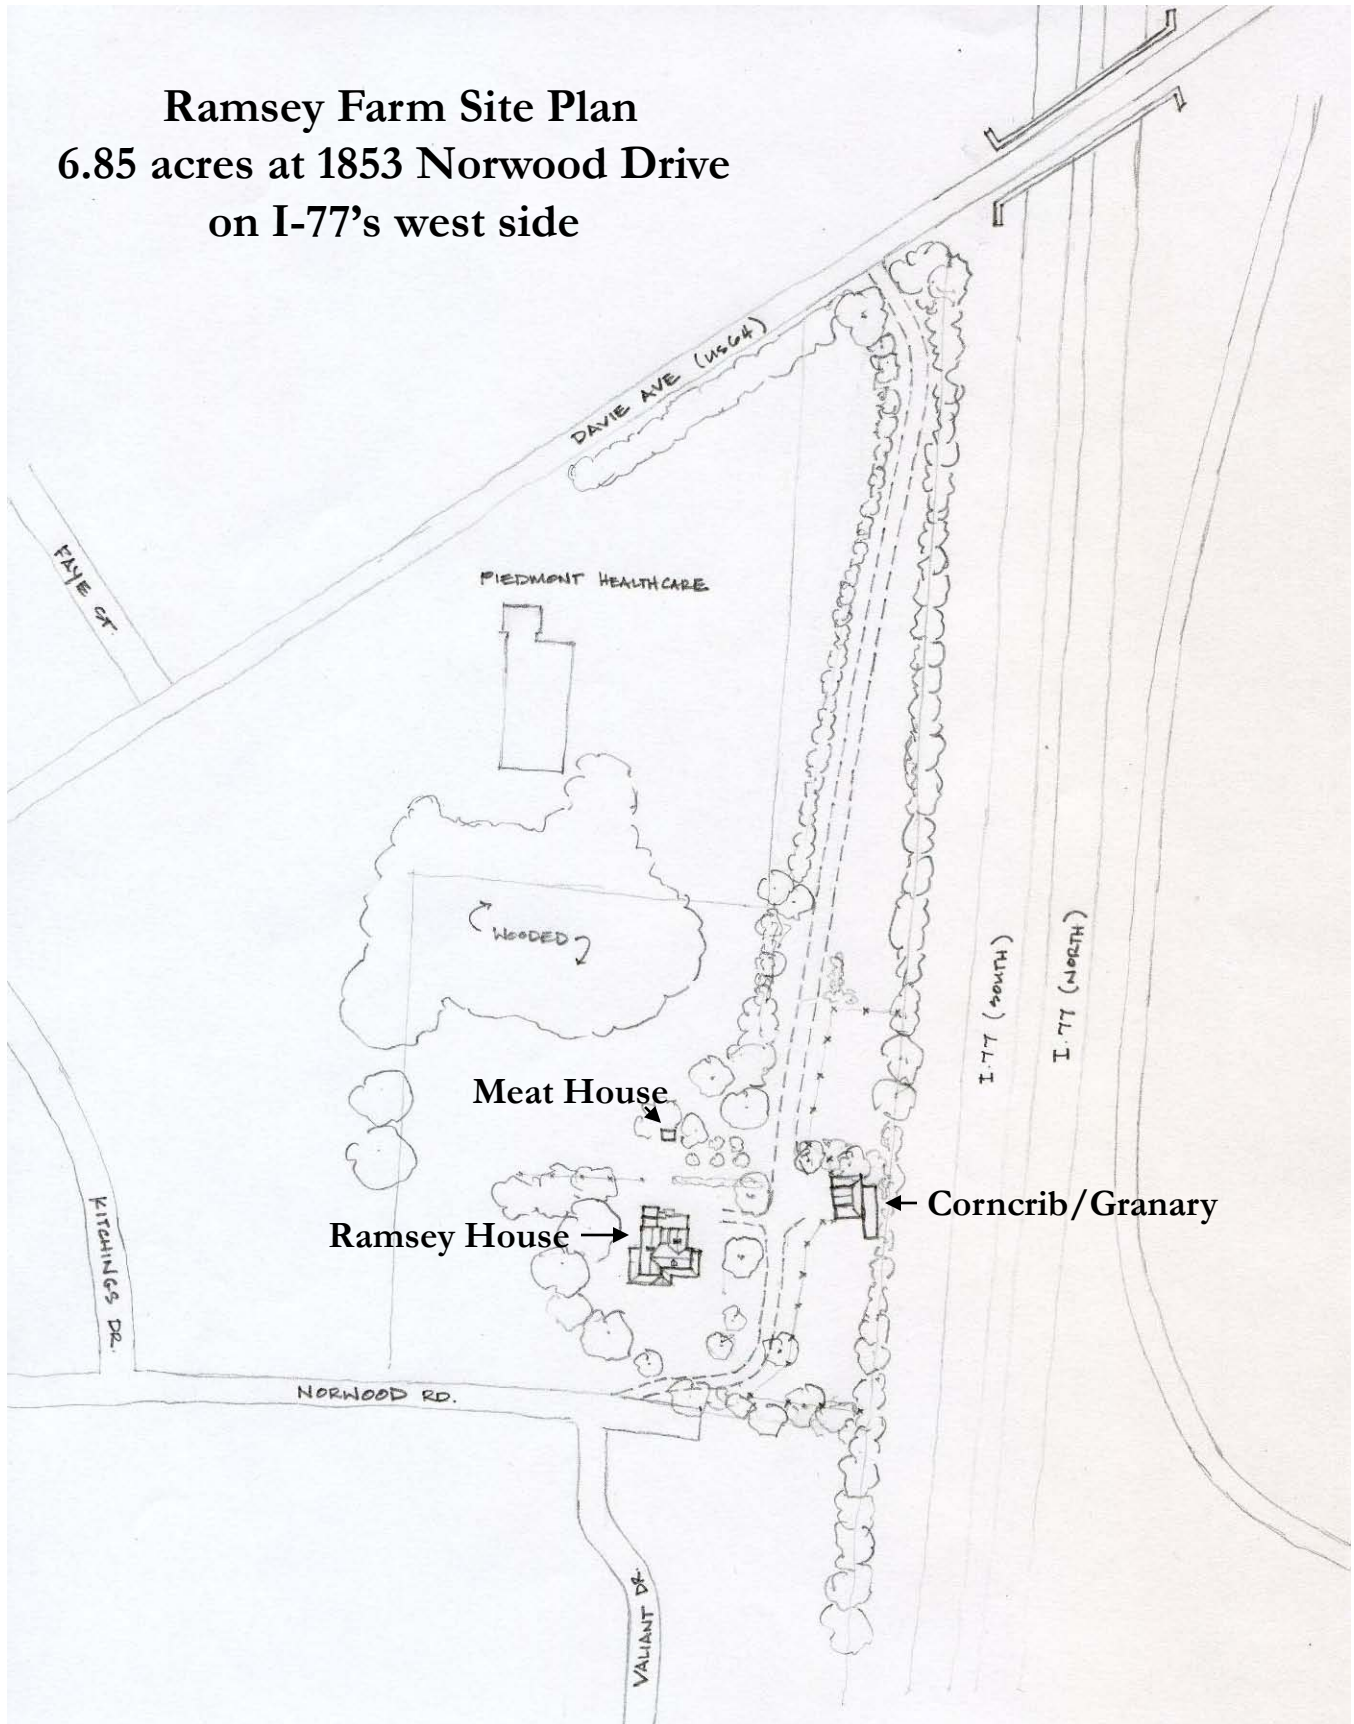 Ramsey Farm Site Plan
6.85 acres at 1853 Norwood Drive
on I-77’s west side
DAVIE AVE (US64)
FAYE CT.
PIEDMONT HEALTHCARE
WOODED
I-77 (SOUTH)
I-77 (NORTH)
Meat House
Corncrib/Granary
Ramsey House
KITCHINGS DR.
NORWOOD RD.
VALIANT DR.